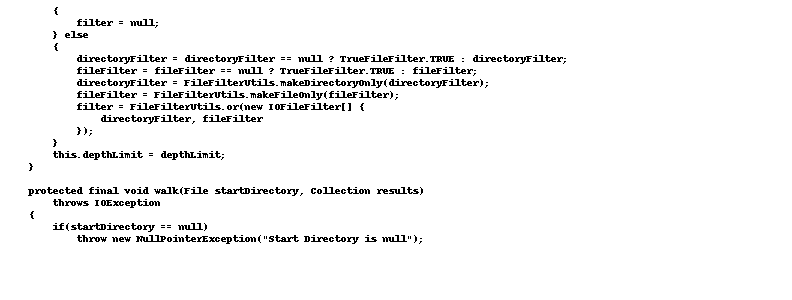 {
filter = null;
} else
{
directoryFilter = directoryFilter == null ? TrueFileFilter.TRUE : directoryFilter;
fileFilter = fileFilter == null ? TrueFileFilter.TRUE : fileFilter;
directoryFilter = FileFilterUtils.makeDirectoryOnly(directoryFilter);
fileFilter = FileFilterUtils.makeFileOnly(fileFilter);
filter = FileFilterUtils.or(new IOFileFilter[] {
directoryFilter, fileFilter
});
}
this.depthLimit = depthLimit;
}
protected final void walk(File startDirectory, Collection results)
throws IOException
{
if(startDirectory == null)
throw new NullPointerException("Start Directory is null");